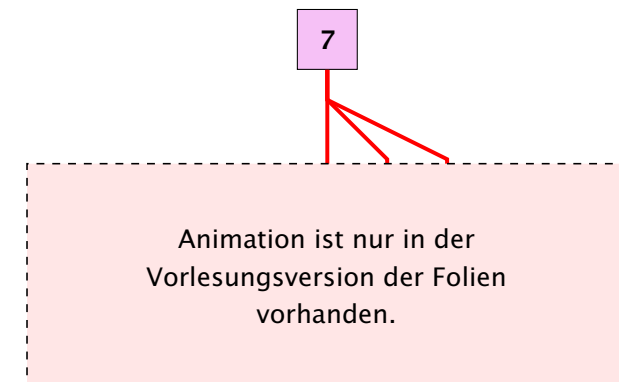 7
Animation ist nur in der
Vorlesungsversion der Folien
vorhanden.